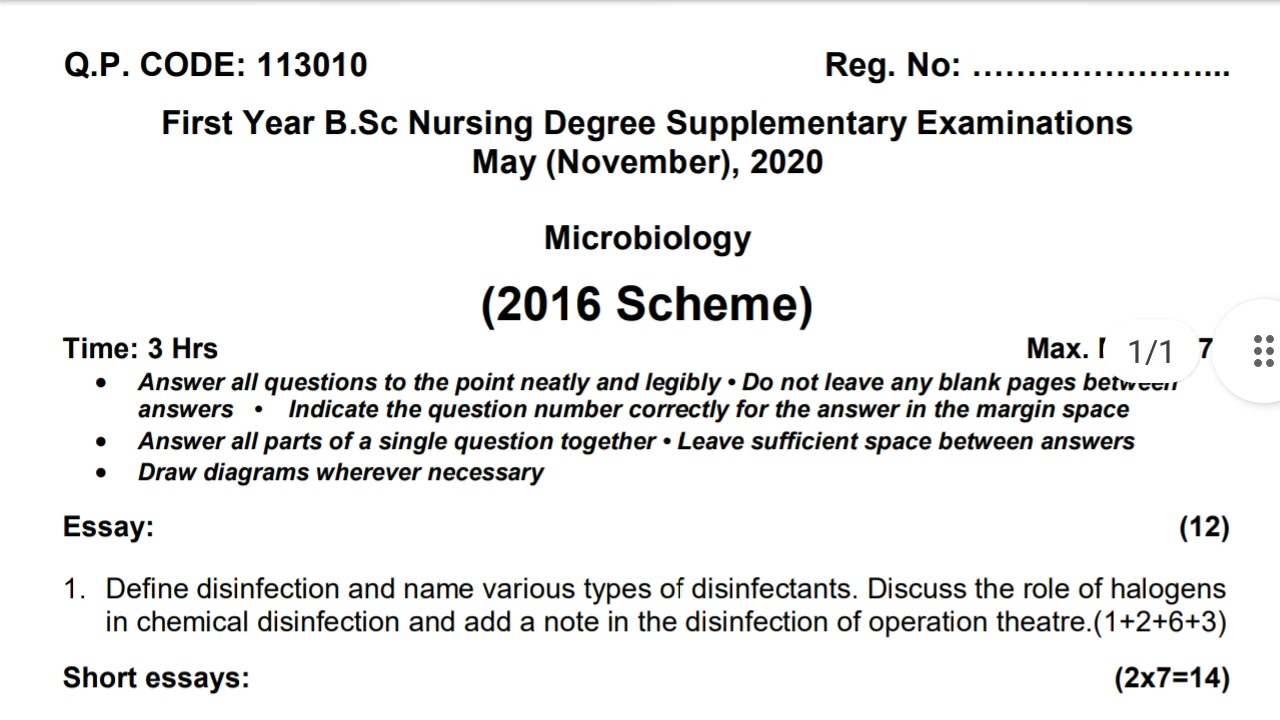 Q.P. CODE: 113010 Reg. No: ........................
First Year B.Sc Nursing Degree Supplementary Examinations
May (November), 2020
Microbiology
(2016 Scheme)
Time: 3 Hrs Max. 7
1/1
• Answer all questions to the point neatly and legibly • Do not leave any blank pages between
answers • Indicate the question number correctly for the answer in the margin space
• Answer all parts of a single question together • Leave sufficient space between answers
• Draw diagrams wherever necessary
Essay: (12)
1. Define disinfection and name various types of disinfectants. Discuss the role of halogens
in chemical disinfection and add a note in the disinfection of operation theatre.(1+2+6+3)
Short essays: (2x7=14)